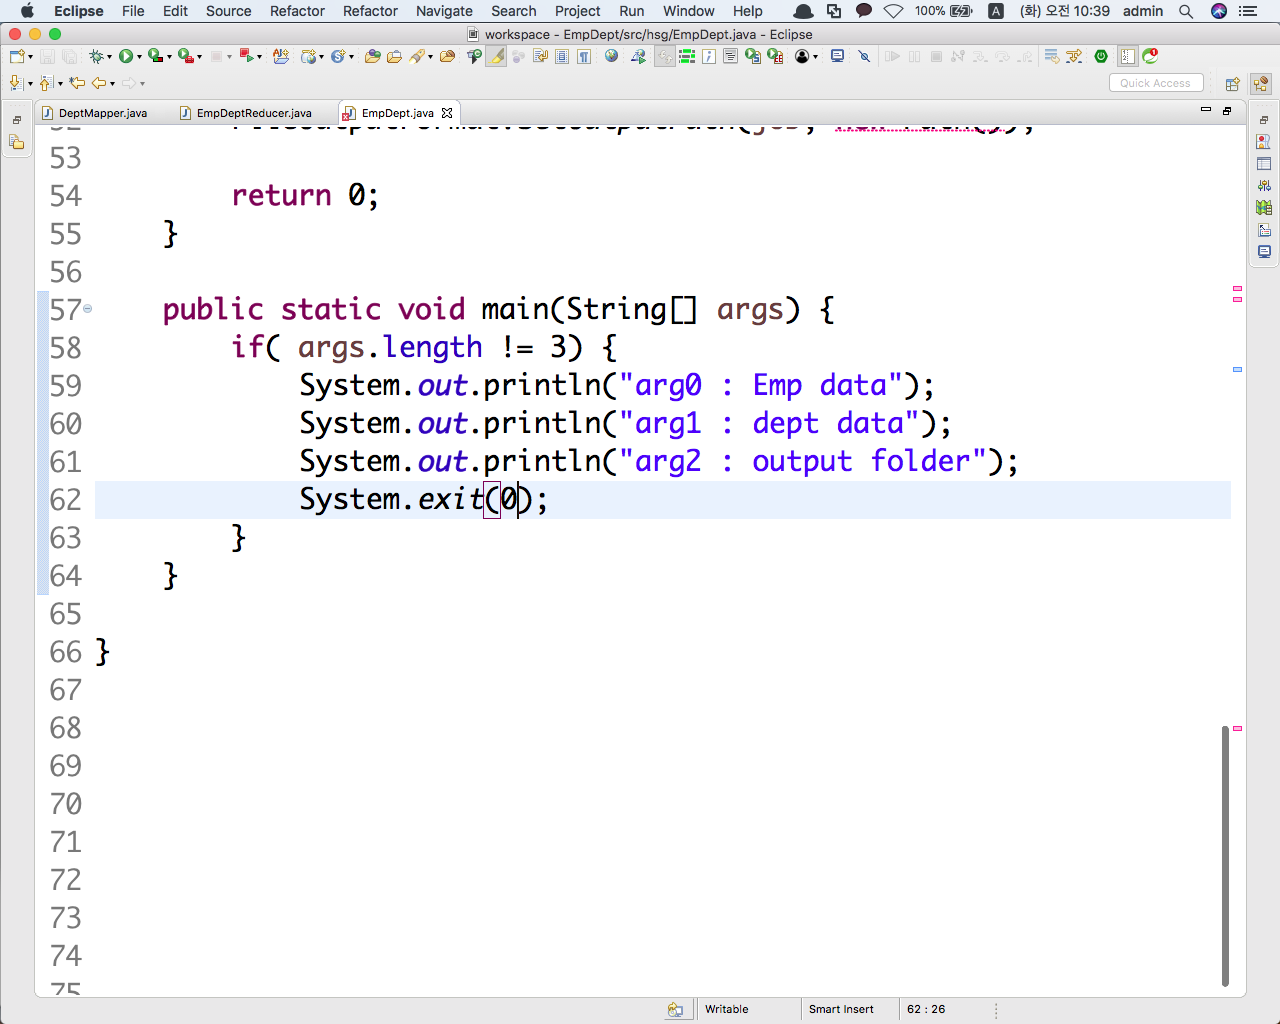 Eclipse File Edit Source Refactor Refactor Navigate Search Project Run Window Help 100% A (화) 오전 10:39 admin
workspace - EmpDept/src/hsg/EmpDept.java - Eclipse
Quick Access
DeptMapper.java EmpDeptReducer.java EmpDept.java
53
54 return 0;
55 }
56
57 public static void main(String[] args) {
58 if( args.length != 3) {
59 System.out.println("arg0 : Emp data");
60 System.out.println("arg1 : dept data");
61 System.out.println("arg2 : output folder");
62 System.exit(0);
63 }
64 }
65
66 }
67
68
69
70
71
72
73
74
75
Writable Smart Insert 62 : 26